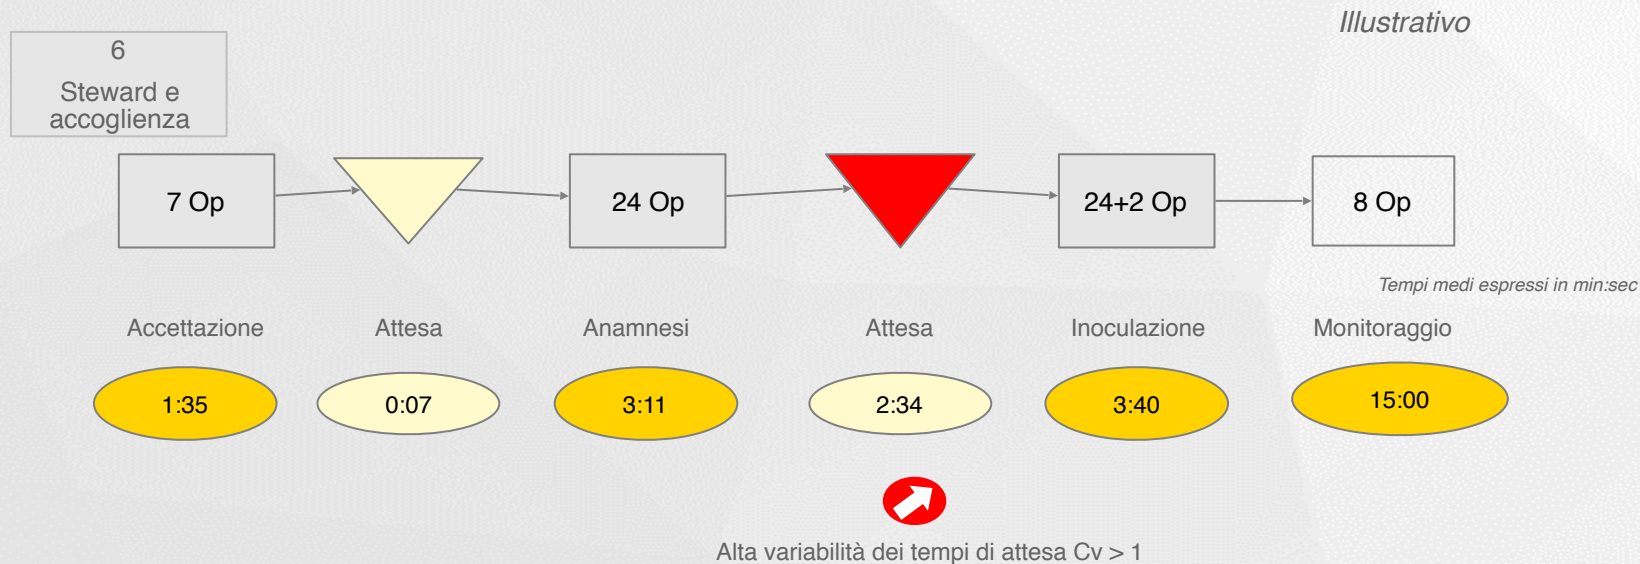 Illustrativo
6
Steward e
accoglienza
7 Op
24 Op
24+2 Op
8 Op
Tempi medi espressi in min:sec
Accettazione
Attesa
Anamnesi
Attesa
Inoculazione
Monitoraggio
1:35
0:07
3:11
2:34
3:40
15:00
Alta variabilità dei tempi di attesa Cv > 1